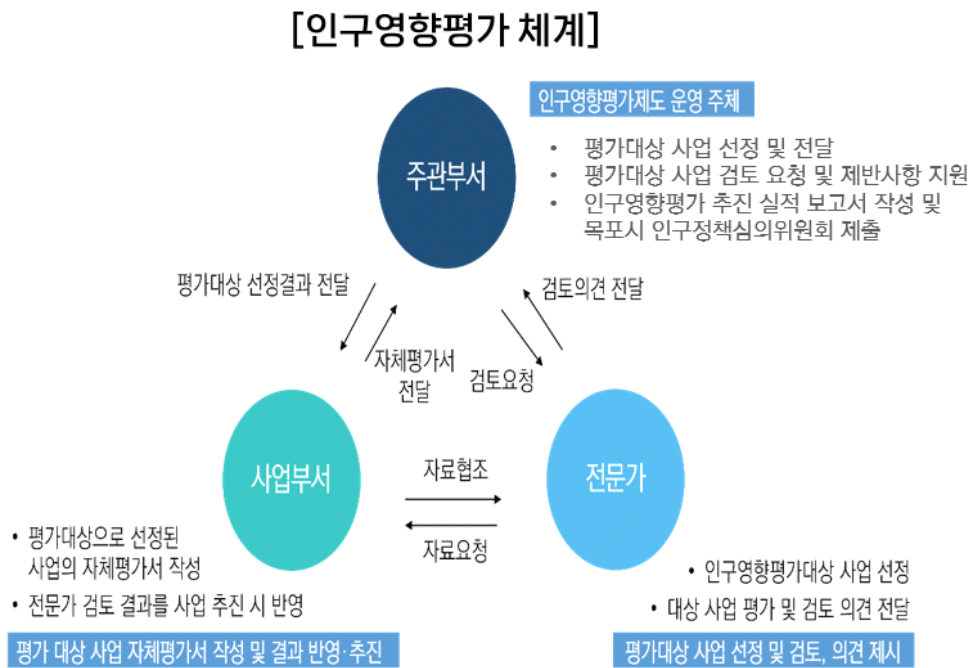 [인구영향평가 체계]
인구영향평가제도 운영 주체
주관부서
• 평가대상 사업 선정 및 전달
• 평가대상 사업 검토 요청 및 제반사항 지원
• 인구영향평가 추진 실적 보고서 작성 및
목포시 인구정책심의위원회 제출
평가대상 선정결과 전달
검토의견 전달
자체평가서
전달
검토요청
사업부서
자료협조
전문가
자료요청
• 평가대상으로 선정된
사업의 자체평가서 작성
• 전문가 검토 결과를 사업 추진 시 반영
평가 대상 사업 자체평가서 작성 및 결과 반영·추진
• 인구영향평가대상 사업 선정
• 대상 사업 평가 및 검토 의견 전달
평가대상 사업 선정 및 검토, 의견 제시